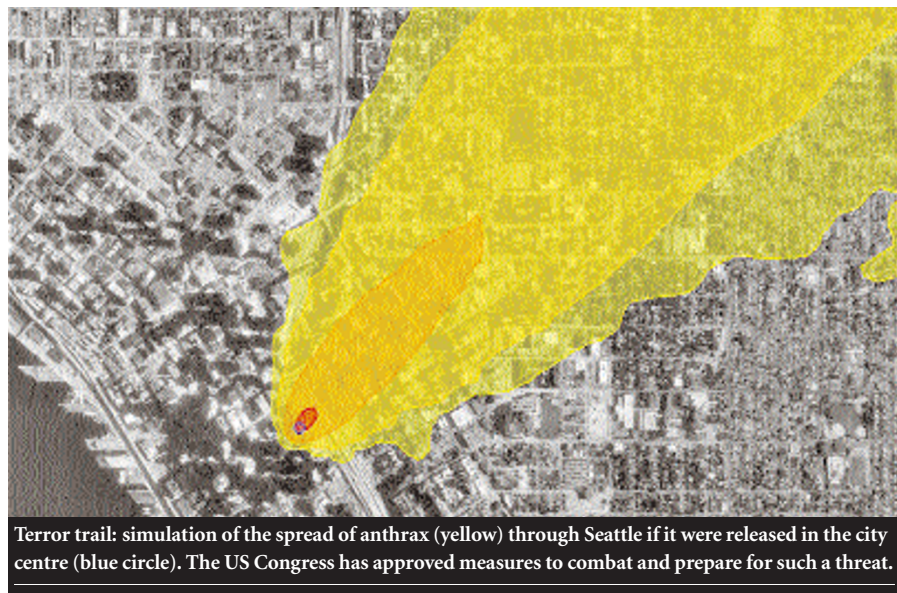 Terror trail: simulation of the spread of anthrax (yellow) through Seattle if it were released in the city
centre (blue circle). The US Congress has approved measures to combat and prepare for such a threat.